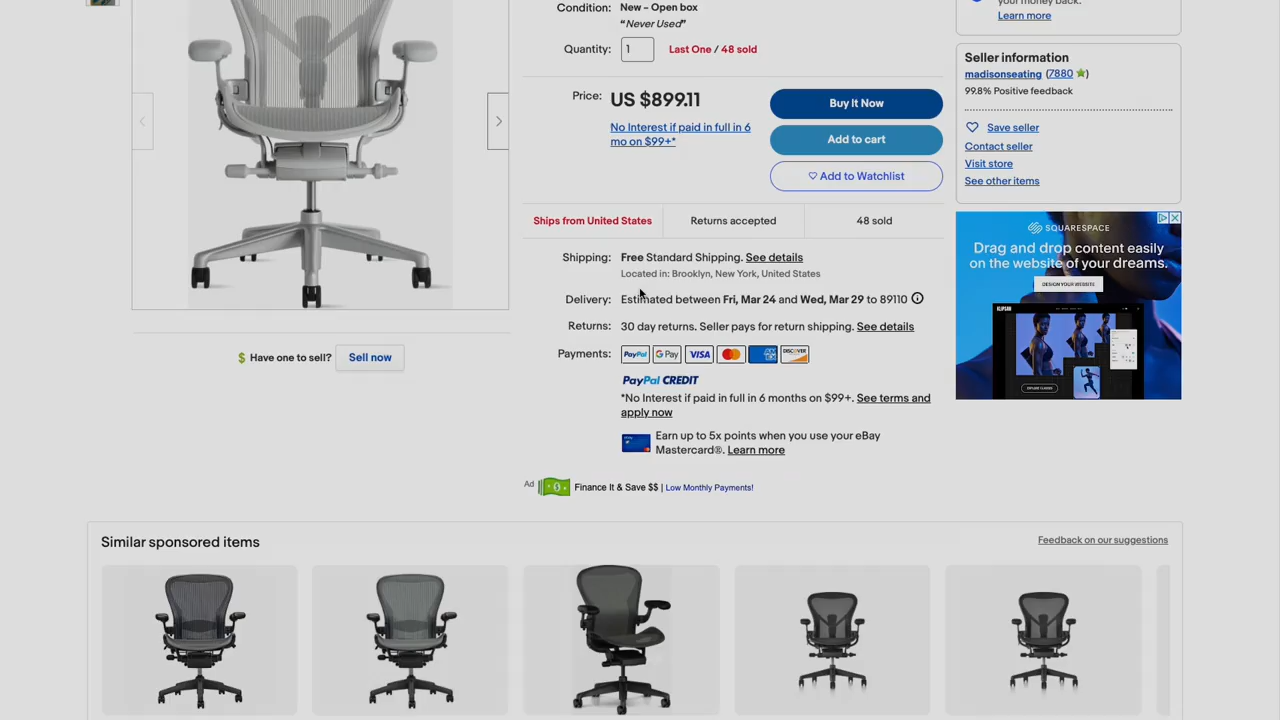 your money back.
Learn more
Condition: New – Open box
“Never Used”
Quantity: 1 Last One / 48 sold
Price: US $899.11
No Interest if paid in full in 6
mo on $99+*
Buy It Now
Add to cart
Add to Watchlist
Ships from United States
Returns accepted
48 sold
Shipping: Free Standard Shipping. See details
Located in: Brooklyn, New York, United States
Delivery: Estimated between Fri, Mar 24 and Wed, Mar 29 to 89110
Returns: 30 day returns. Seller pays for return shipping. See details
Payments: PayPal G Pay VISA DISCOVER
PayPal CREDIT
*No Interest if paid in full in 6 months on $99+. See terms and
apply now
Earn up to 5x points when you use your eBay
Mastercard®. Learn more
Ad Finance It & Save $$ | Low Monthly Payments!
Have one to sell? Sell now
Seller information
madisonseating (7880)
99.8% Positive feedback
Save seller
Contact seller
Visit store
See other items
SQUARESPACE
Drag and drop content easily
on the website of your dreams.
DESIGN YOUR WEBSITE
Similar sponsored items
Feedback on our suggestions